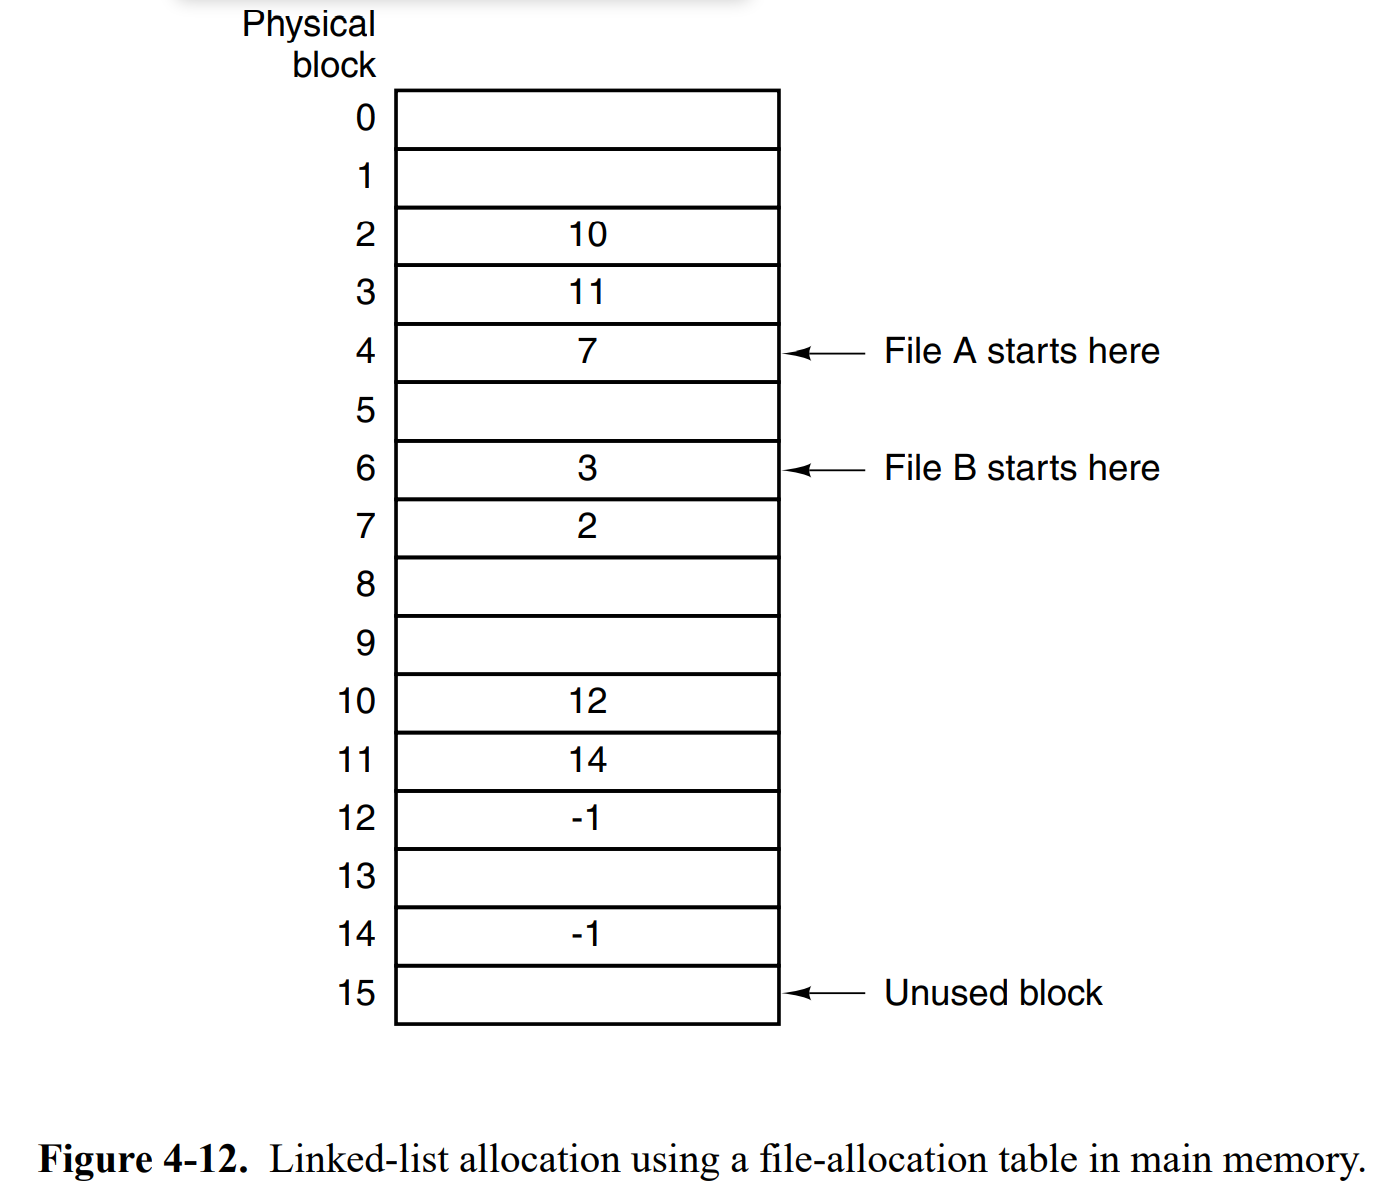 Physical
block
0
1
2 10
3 11
4 7 File A starts here
5
6 3 File B starts here
7 2
8
9
10 12
11 14
12 -1
13
14 -1
15 Unused block
Figure 4-12. Linked-list allocation using a file-allocation table in main memory.